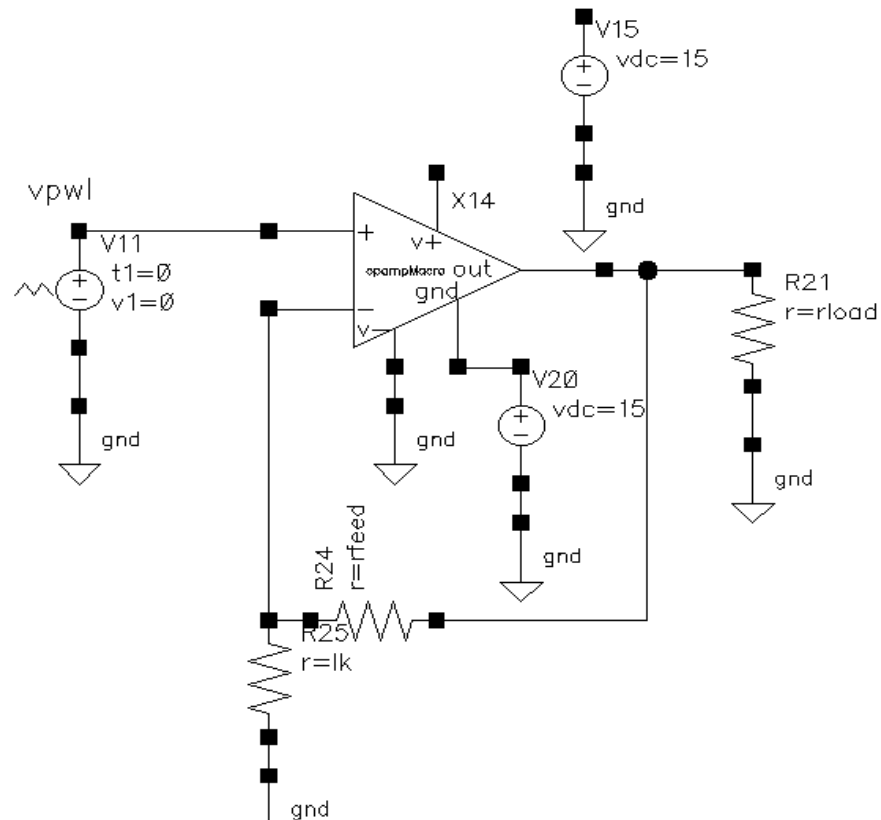 V15
vdc=15
vpwl
X14
gnd
V11
t1=0
v1=0
+
v+
opampMacro
out
gnd
−
v−
R21
r=rload
V20
vdc=15
gnd
gnd
gnd
gnd
R24
r=rfeed
R25
r=1k
gnd